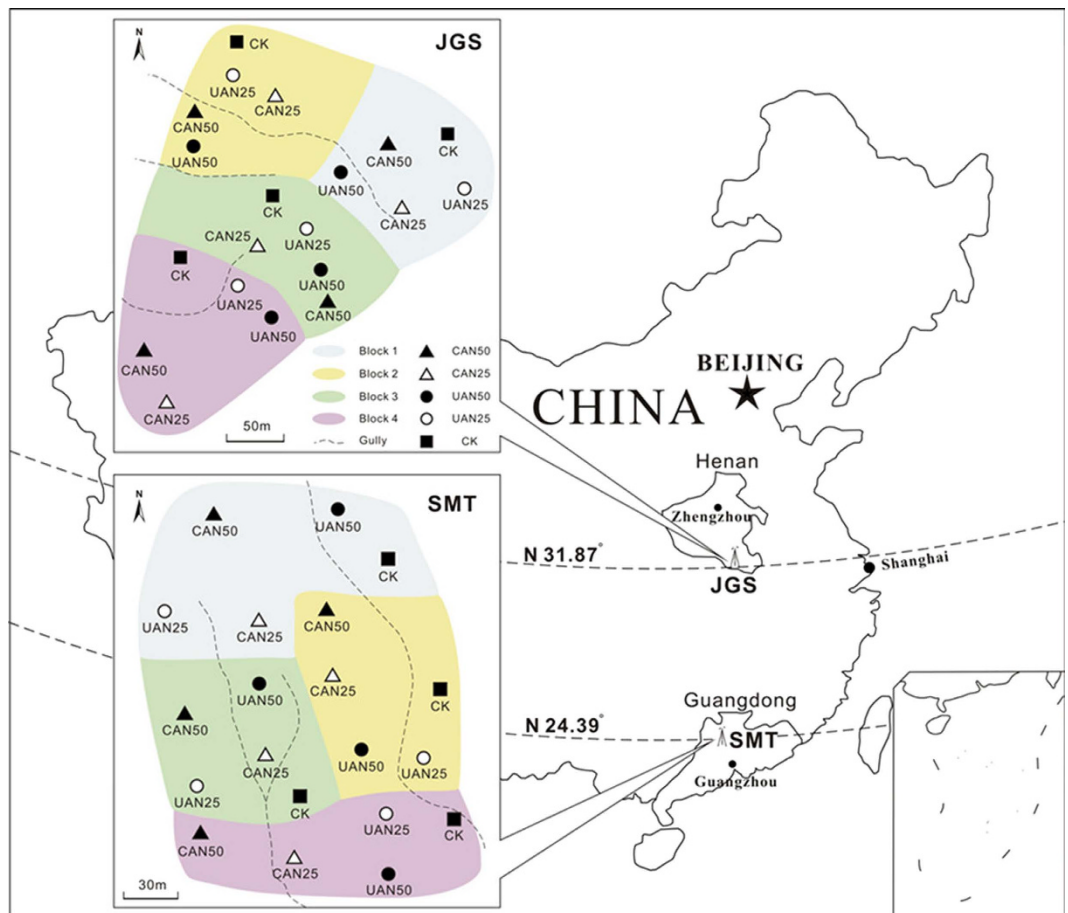 N
JGS
CK
UAN25
CAN25
CAN50
UAN50
CAN50
CK
UAN50
UAN25
CAN25
CK
CAN25
UAN25
CK
UAN50
UAN25
CAN50
UAN50
CAN50
CAN25
Block 1
CAN50
Block 2
CAN25
Block 3
UAN50
Block 4
UAN25
Gully
CK
50m
N
SMT
CAN50
UAN50
CK
UAN25
CAN25
CAN50
CAN25
UAN50
CK
CAN50
CAN25
UAN50
UAN25
UAN25
CK
UAN25
CK
CAN50
CAN25
UAN50
30m
BEIJING
CHINA
Henan
Zhengzhou
N 31.87°
JGS
Shanghai
Guangdong
N 24.39°
SMT
Guangzhou